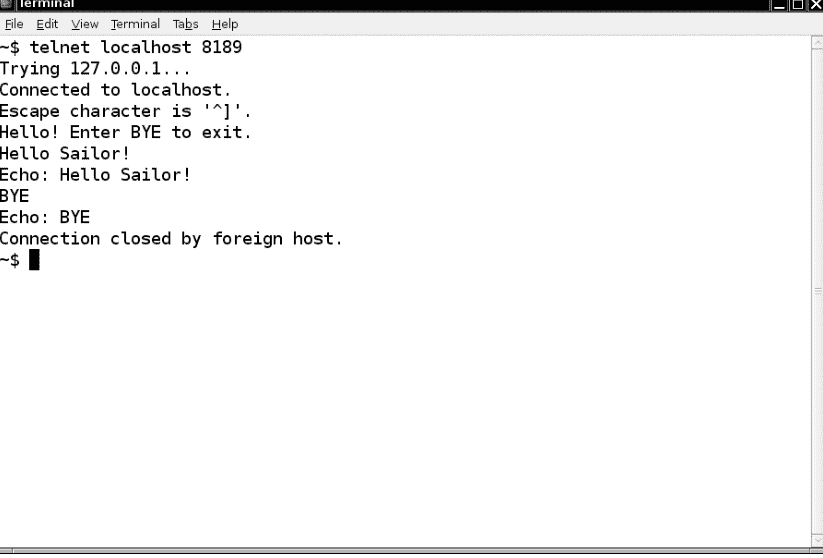 Terminal
File Edit View Terminal Tabs Help
~$ telnet localhost 8189
Trying 127.0.0.1...
Connected to localhost.
Escape character is '^]'.
Hello! Enter BYE to exit.
Hello Sailor!
Echo: Hello Sailor!
BYE
Echo: BYE
Connection closed by foreign host.
~$